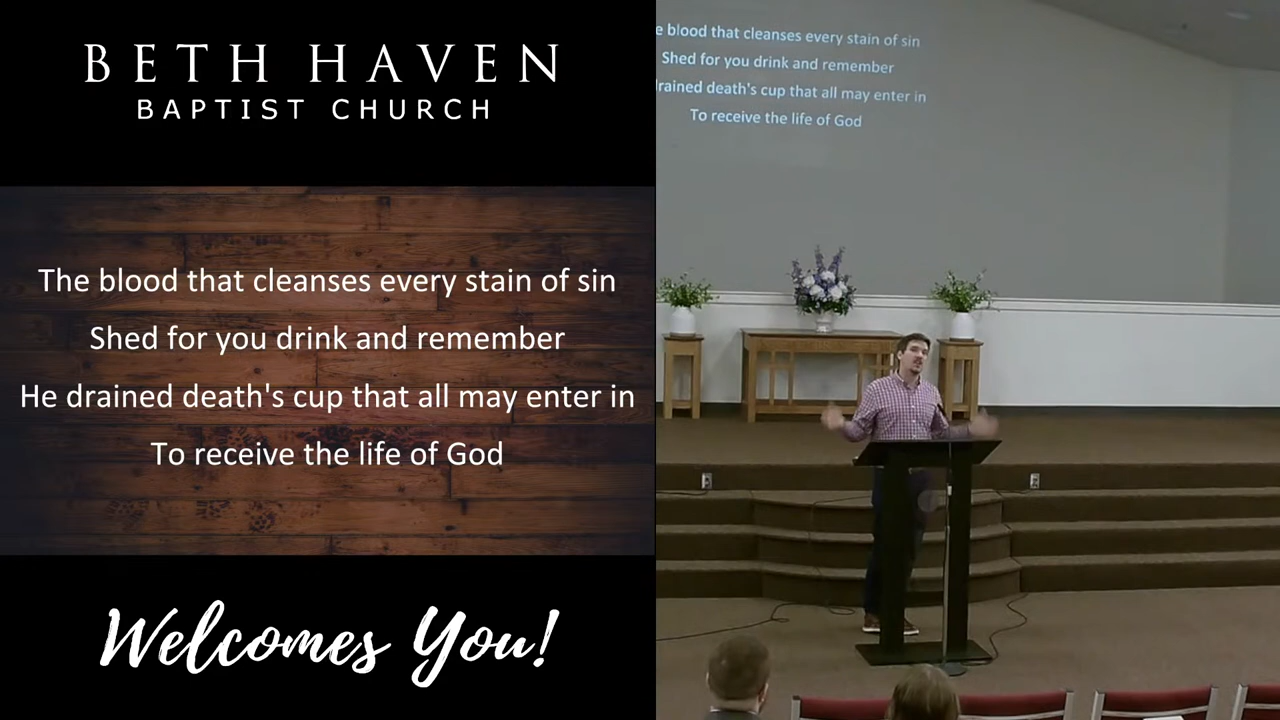 BETH HAVEN
BAPTIST CHURCH
The blood that cleanses every stain of sin
Shed for you drink and remember
He drained death's cup that all may enter in
To receive the life of God
Welcomes You!
e blood that cleanses every stain of sin
Shed for you drink and remember
rained death's cup that all may enter in
To receive the life of God